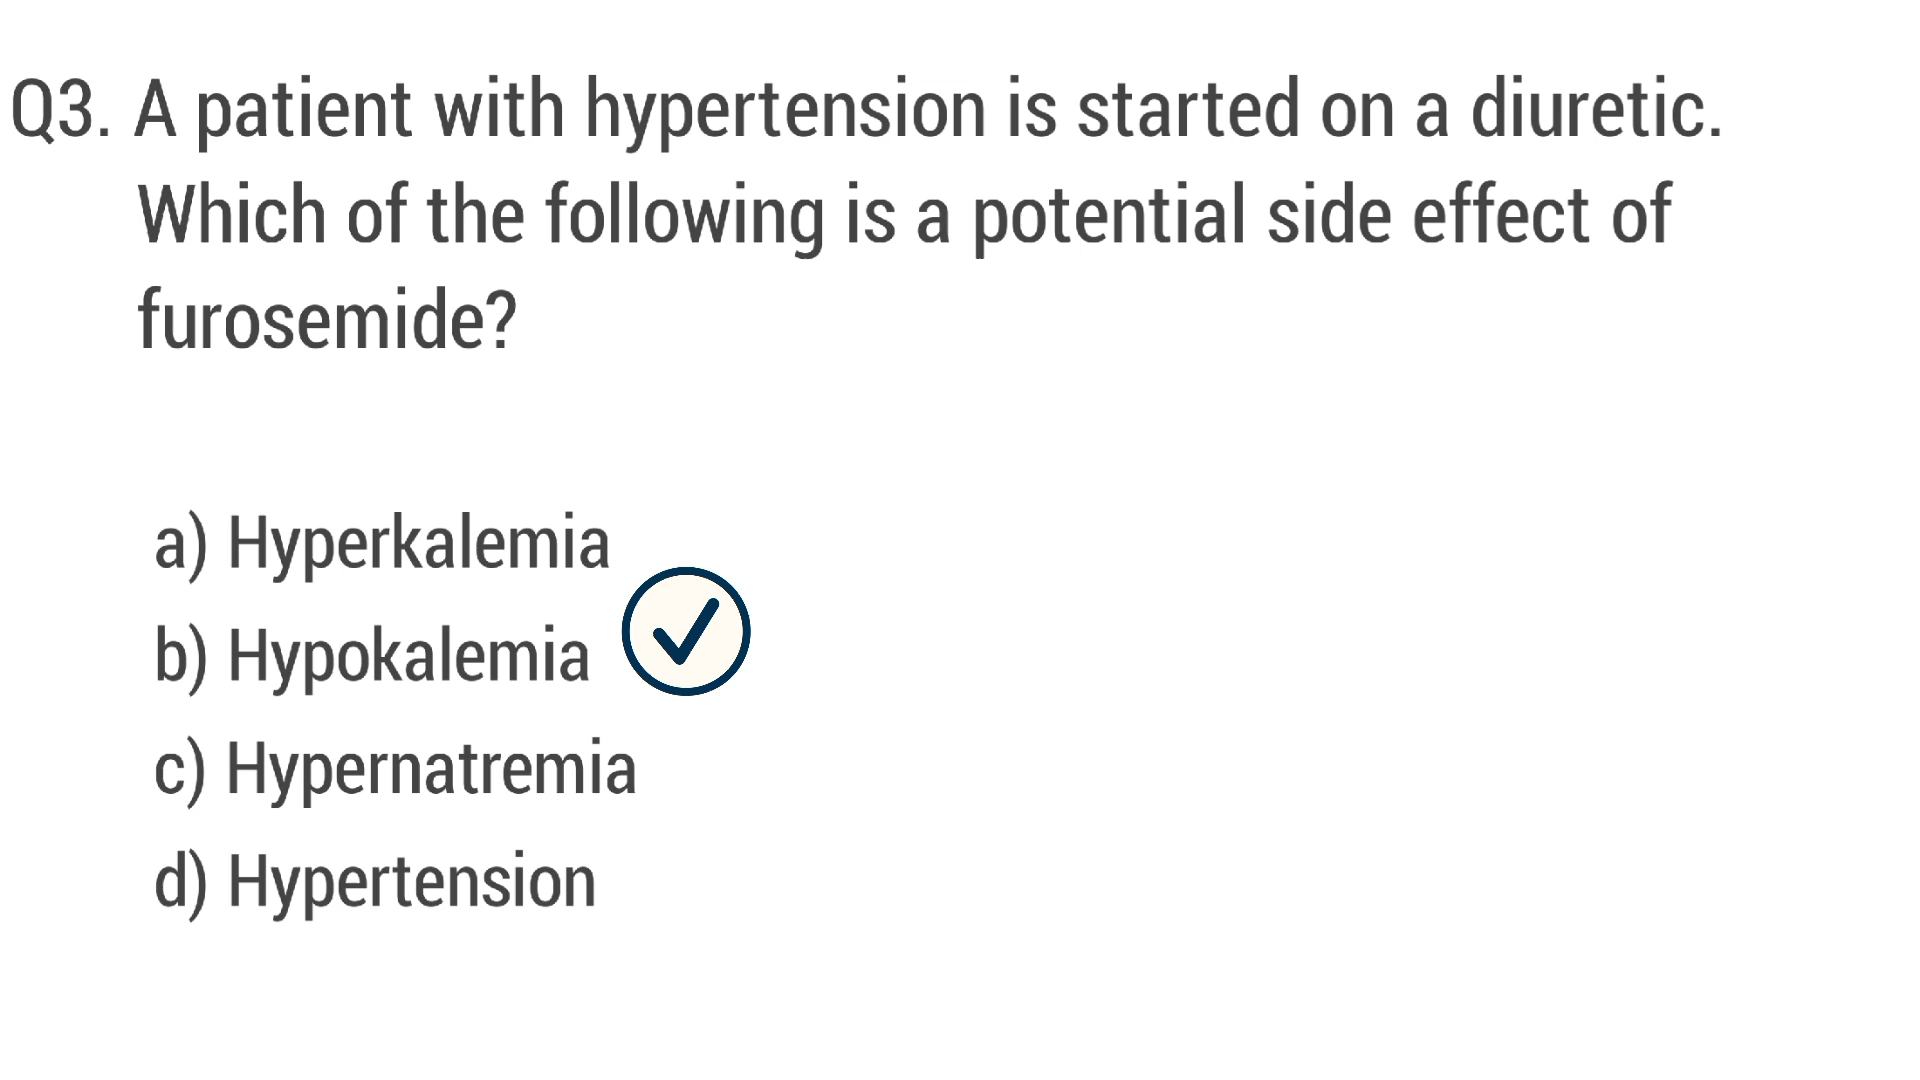 Q3. A patient with hypertension is started on a diuretic.
Which of the following is a potential side effect of
furosemide?
a) Hyperkalemia
b) Hypokalemia
c) Hypernatremia
d) Hypertension